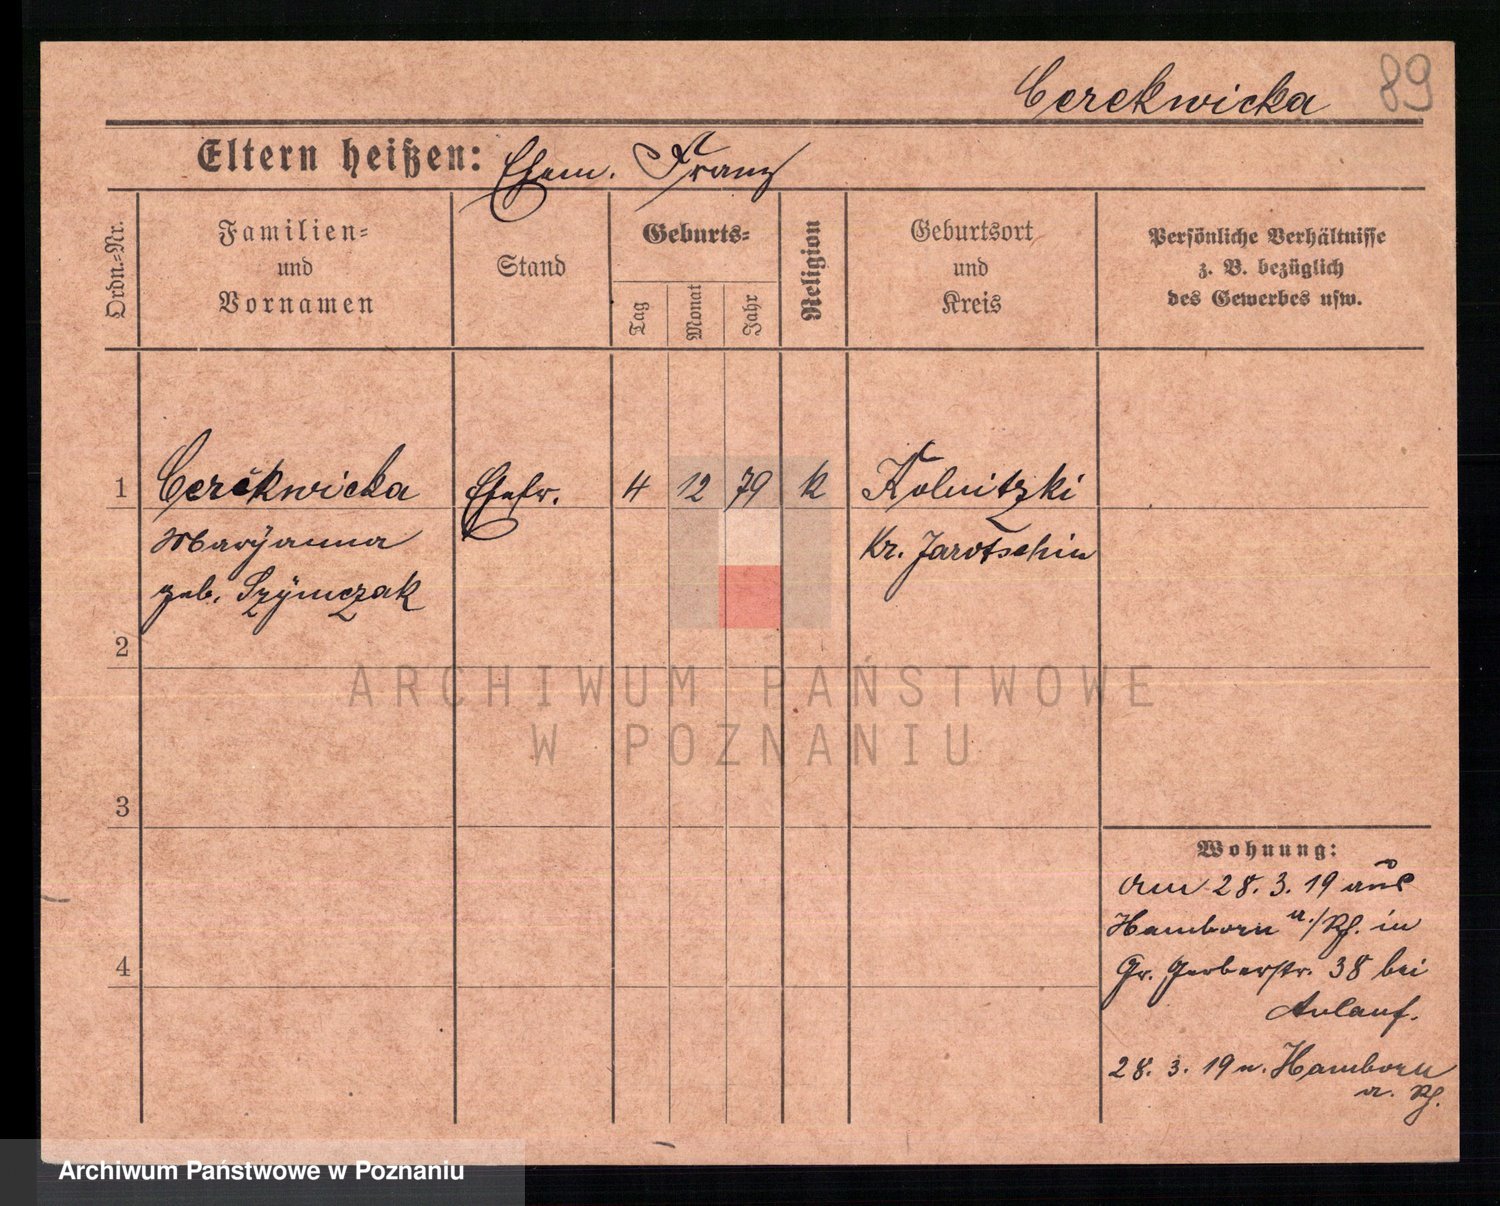 Cerekwicka 89
Eltern heißen: Ehem. Franz
Ordn.-Nr.
Familien-
und
Vornamen
Stand
Geburts-
Tag
Monat
Jahr
Religion
Geburtsort
und
Kreis
Persönliche Verhältnisse
z. B. bezüglich
des Gewerbes usw.
1 Cerekwicka Ehefr. 4 12 79 k Kolnitzki
Maryanna Kr. Jarotschin
geb. Szymczak
2
ARCHIWUM PAŃSTWOWE
W POZNANIU
3
4
Wohnung:
Am 28. 3. 19 aus
Hamborn a./Rh. in
Gr. Gerberstr. 38 bei
Anlauf.
28. 3. 19 n. Hamborn
a. Rh.
Archiwum Państwowe w Poznaniu